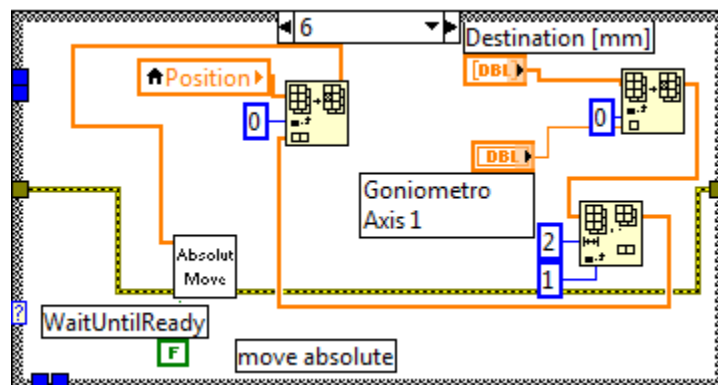 6
Destination [mm]
Position
DBL
0
0
DBL
Goniometro
Axis 1
Absolut
Move
2
1
?
WaitUntilReady
F
move absolute